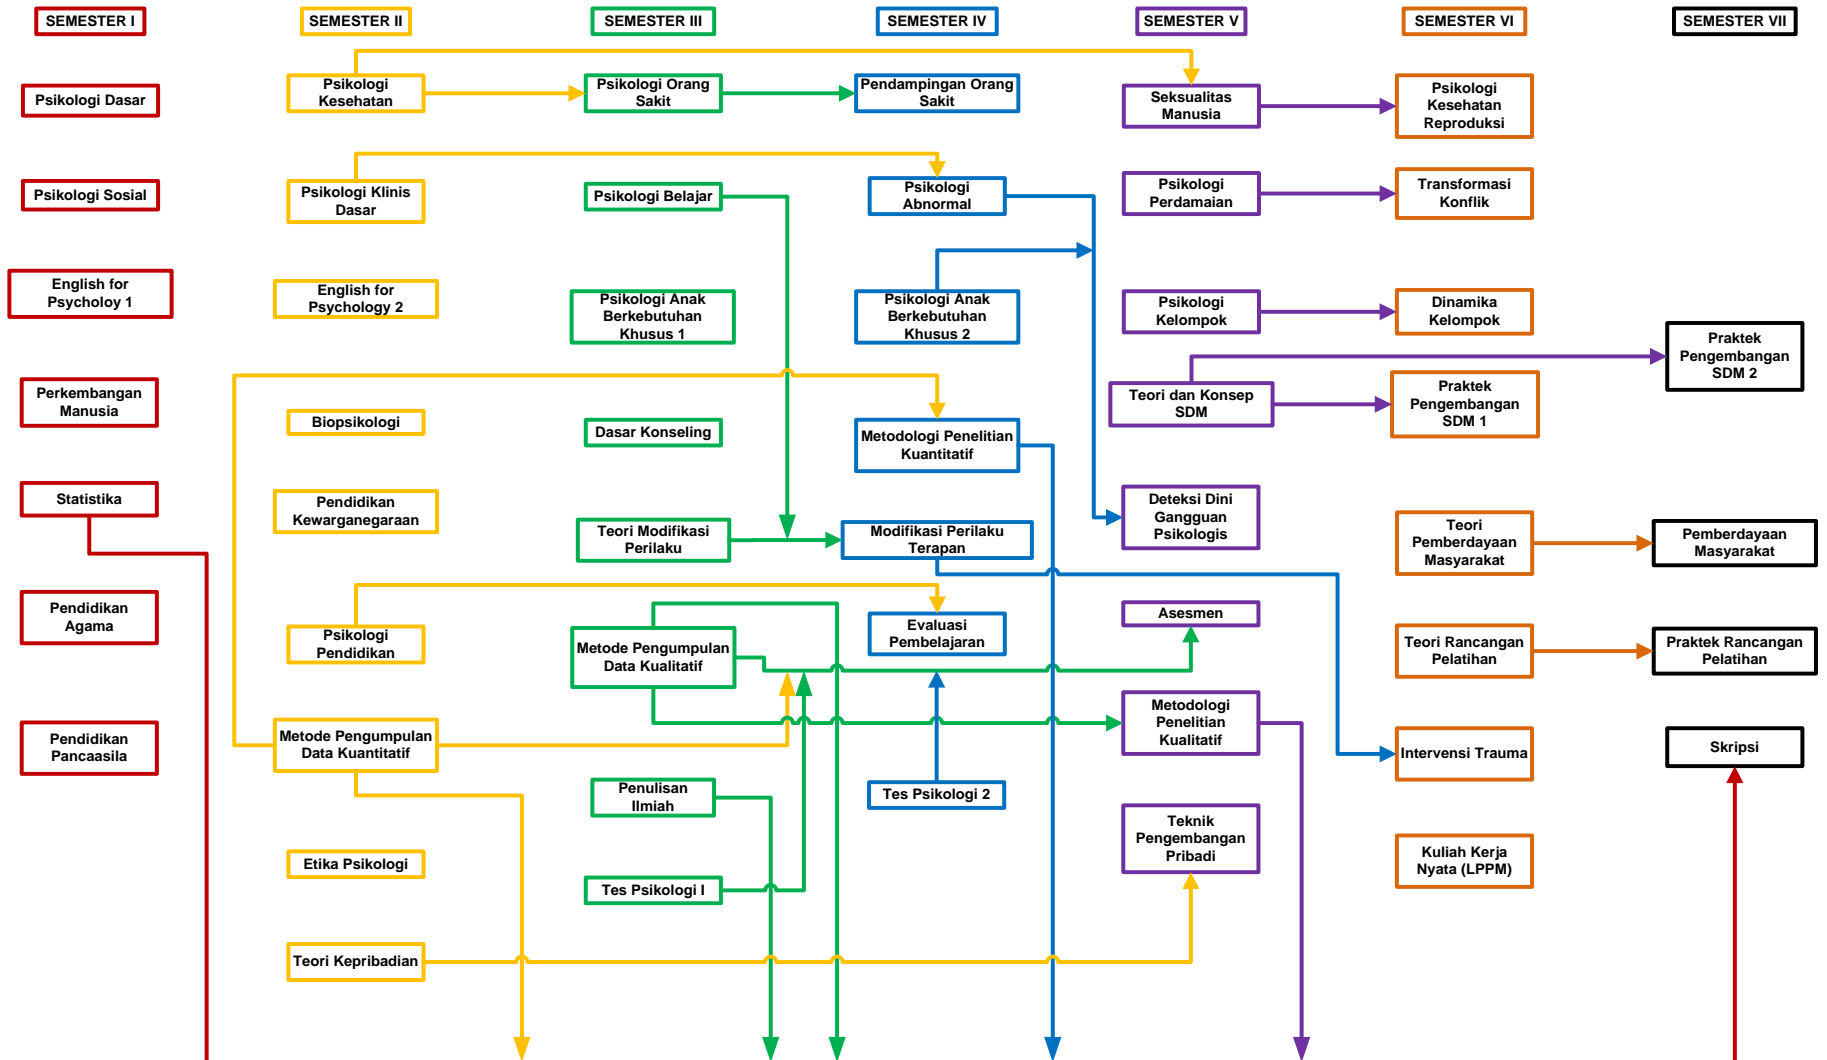 SEMESTER I
SEMESTER II
SEMESTER III
SEMESTER IV
SEMESTER V
SEMESTER VI
SEMESTER VII
Psikologi Dasar
Psikologi Sosial
English for
Psycholoy 1
Perkembangan
Manusia
Statistika
Pendidikan
Agama
Pendidikan
Pancaasila
Psikologi
Kesehatan
Psikologi Klinis
Dasar
English for
Psychology 2
Biopsikologi
Pendidikan
Kewarganegaraan
Psikologi
Pendidikan
Metode Pengumpulan
Data Kuantitatif
Etika Psikologi
Teori Kepribadian
Psikologi Orang
Sakit
Psikologi Belajar
Psikologi Anak
Berkebutuhan
Khusus 1
Dasar Konseling
Teori Modifikasi
Perilaku
Metode Pengumpulan
Data Kualitatif
Penulisan
Ilmiah
Tes Psikologi I
Pendampingan Orang
Sakit
Psikologi
Abnormal
Psikologi Anak
Berkebutuhan
Khusus 2
Metodologi Penelitian
Kuantitatif
Modifikasi Perilaku
Terapan
Evaluasi
Pembelajaran
Tes Psikologi 2
Seksualitas
Manusia
Psikologi
Perdamaian
Psikologi
Kelompok
Teori dan Konsep
SDM
Deteksi Dini
Gangguan
Psikologis
Asesmen
Metodologi
Penelitian
Kualitatif
Teknik
Pengembangan
Pribadi
Psikologi
Kesehatan
Reproduksi
Transformasi
Konflik
Dinamika
Kelompok
Praktek
Pengembangan
SDM 1
Teori
Pemberdayaan
Masyarakat
Teori Rancangan
Pelatihan
Intervensi Trauma
Kuliah Kerja
Nyata (LPPM)
Praktek
Pengembangan
SDM 2
Pemberdayaan
Masyarakat
Praktek Rancangan
Pelatihan
Skripsi